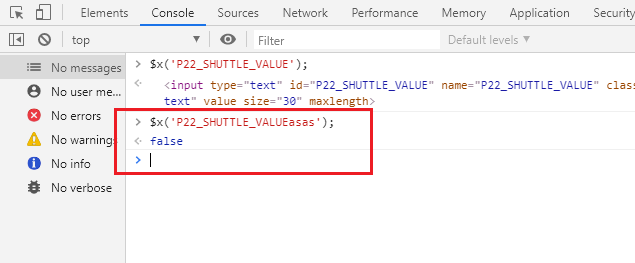 Elements Console Sources Network Performance Memory Application Security
top Filter Default levels ▼
No messages
No user me...
No errors
No warnings
No info
No verbose
> $x('P22_SHUTTLE_VALUE');
<input type="text" id="P22_SHUTTLE_VALUE" name="P22_SHUTTLE_VALUE" clas
text" value size="30" maxlength>
> $x('P22_SHUTTLE_VALUEasas');
false
>